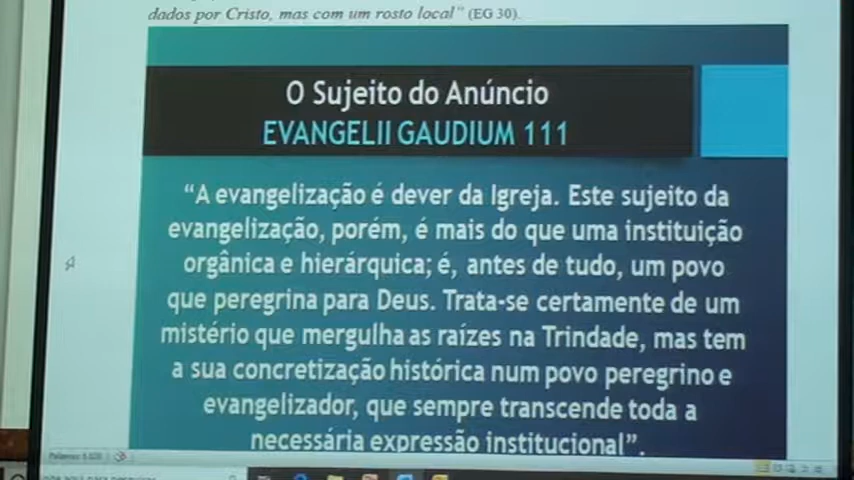 dados por Cristo, mas com um rosto local" (EG 30).
O Sujeito do Anúncio
EVANGELII GAUDIUM 111
"A evangelização é dever da Igreja. Este sujeito da
evangelização, porém, é mais do que uma instituição
orgânica e hierárquica; é, antes de tudo, um povo
que peregrina para Deus. Trata-se certamente de um
mistério que mergulha as raízes na Trindade, mas tem
a sua concretização histórica num povo peregrino e
evangelizador, que sempre transcende toda a
necessária expressão institucional".